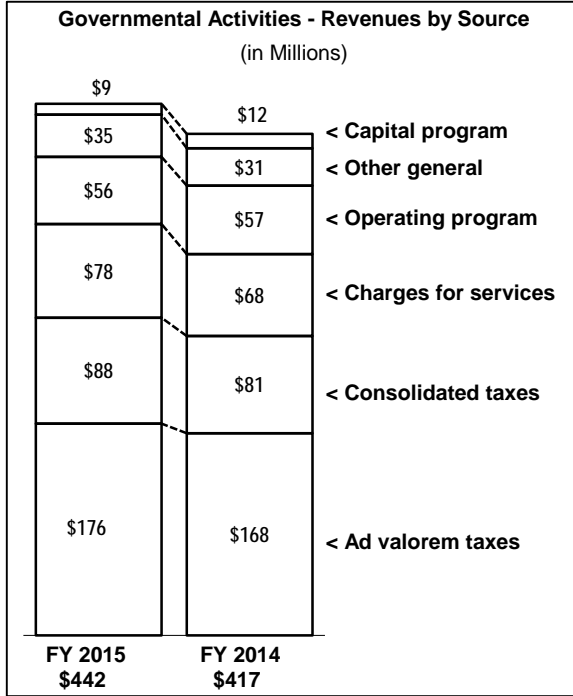 Governmental Activities - Revenues by Source
(in Millions)
$9
$12
< Capital program
$35
$31
< Other general
$56
$57
< Operating program
$78
$68
< Charges for services
$88
$81
< Consolidated taxes
$176
$168
< Ad valorem taxes
FY 2015
$442
FY 2014
$417